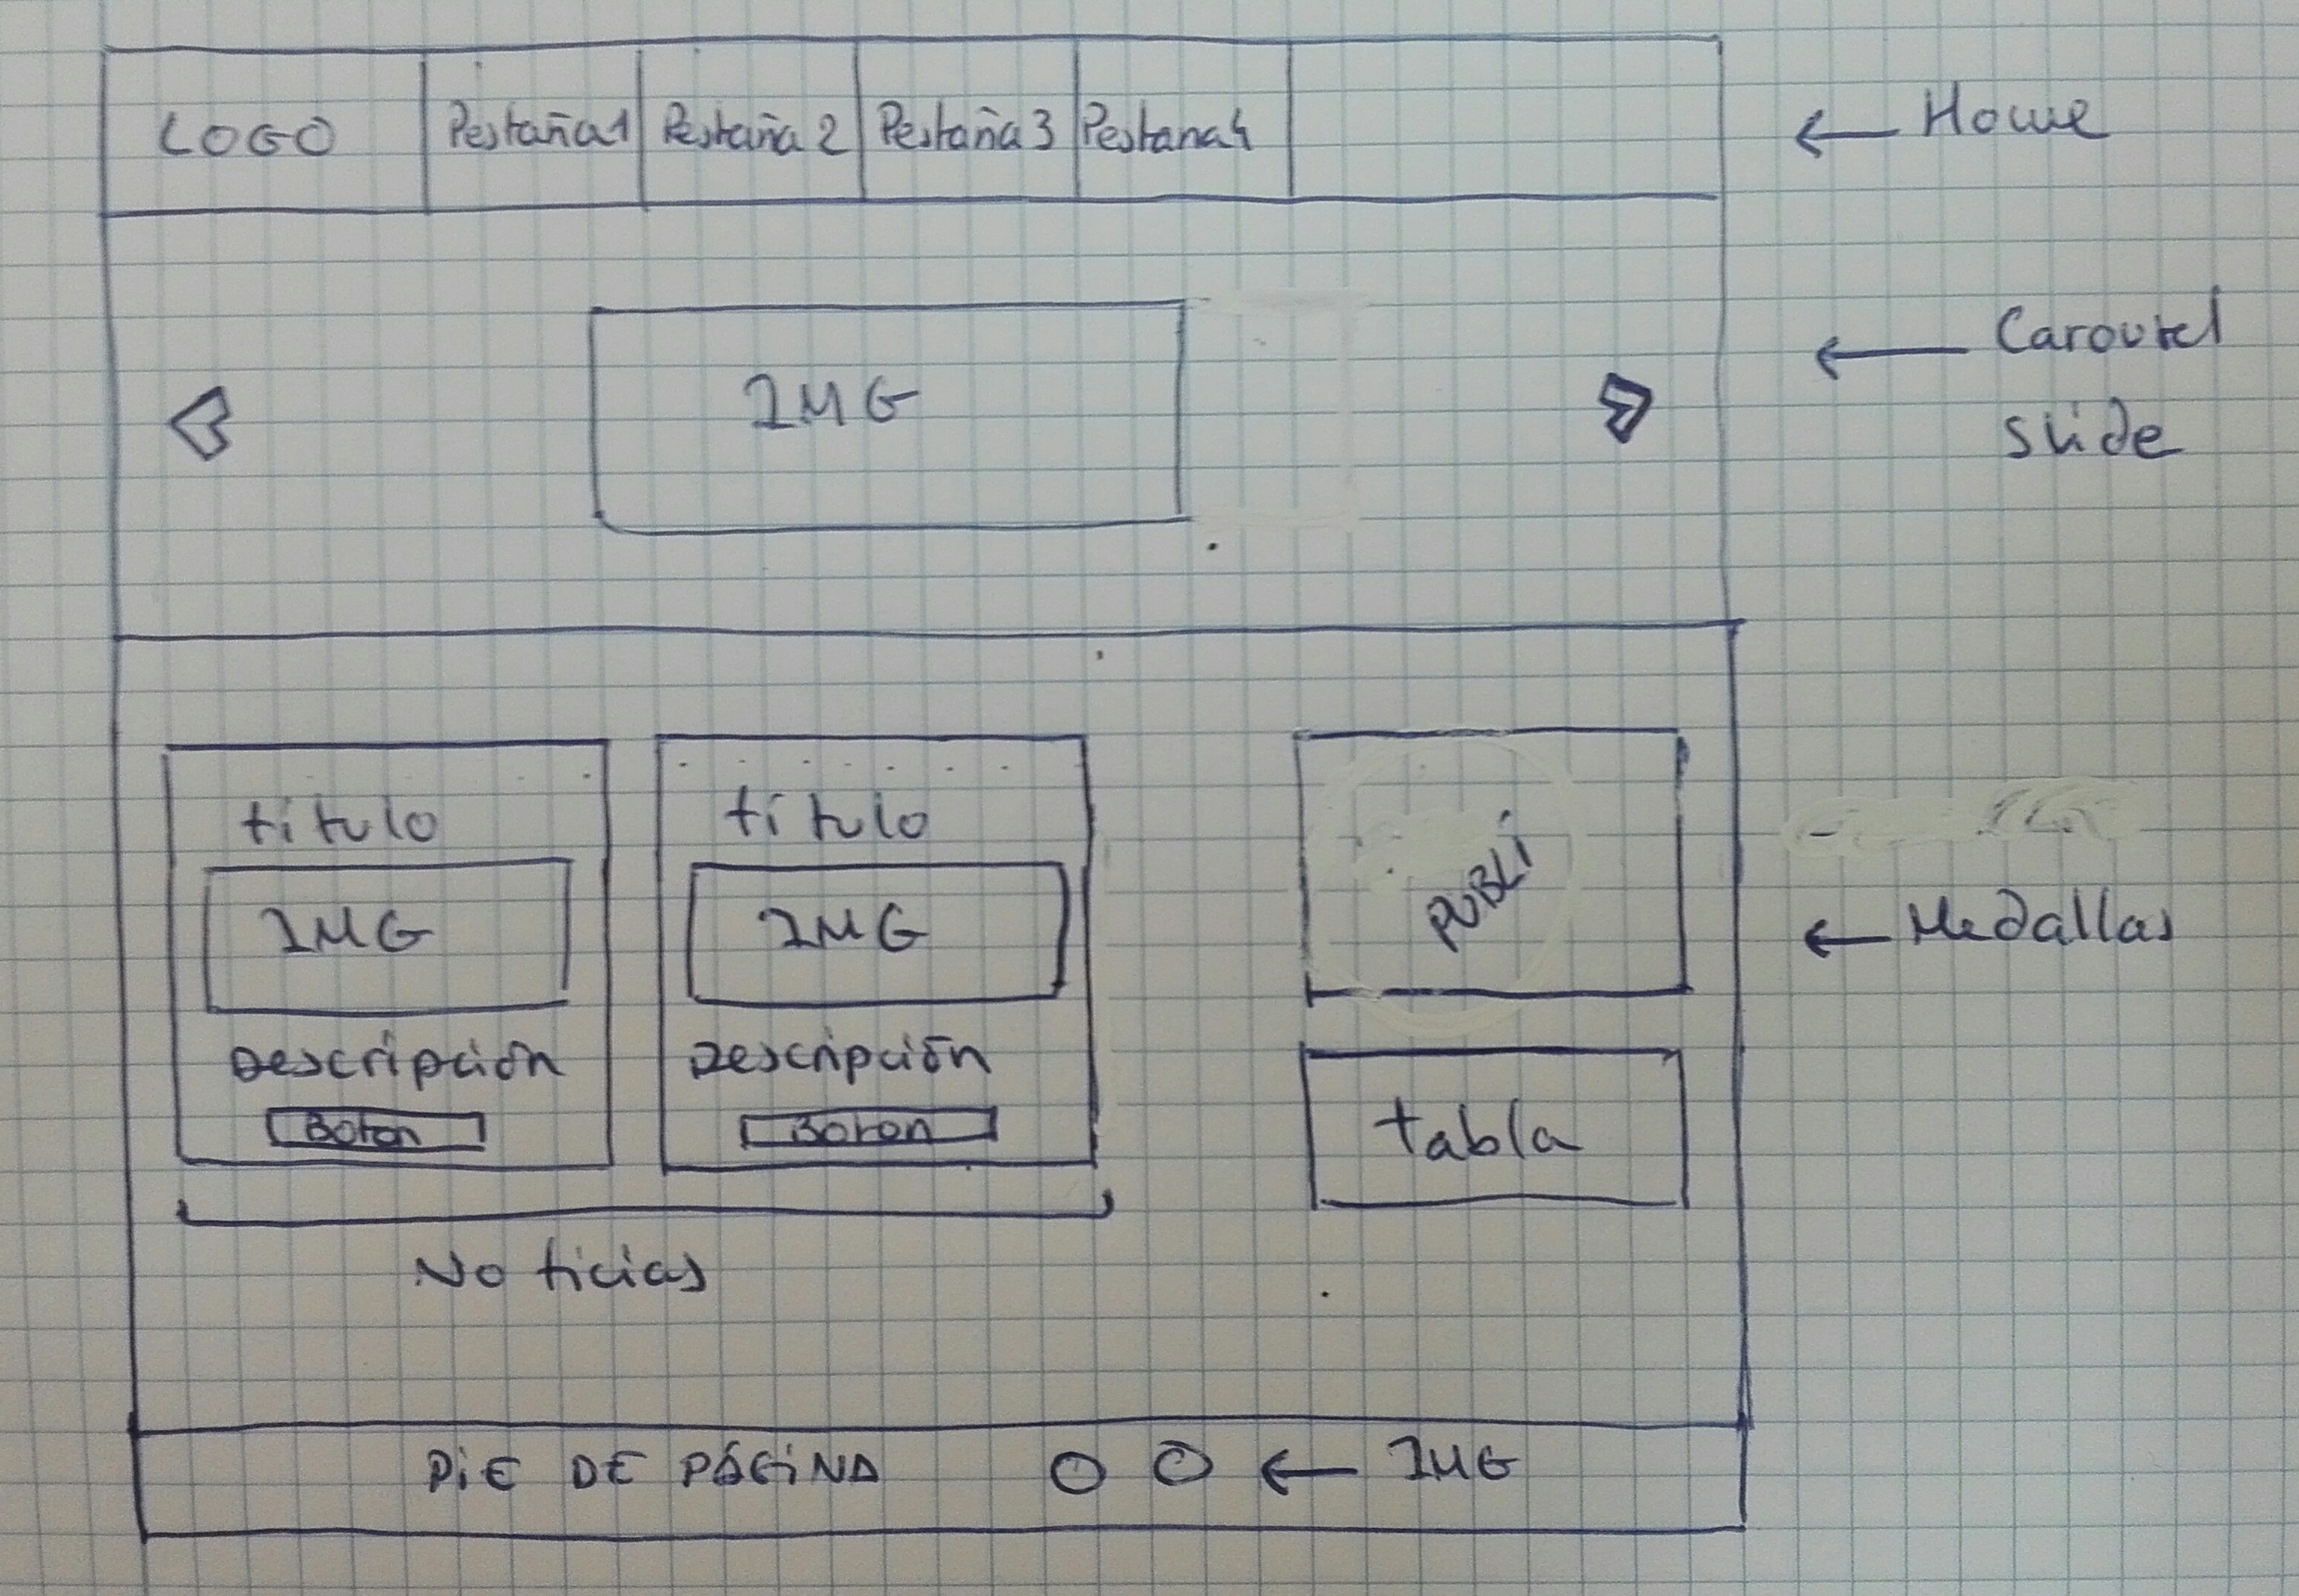 LOGO Pestaña1 Pestaña 2 Pestaña 3 Pestana4 ← Home
IMG
← Carousel
slide
título título
PUBLI
IMG IMG
← Medallas
Descripción Descripción
Boton Boton
tabla
Noticias
PiE DE PÁGiNA ← IMG